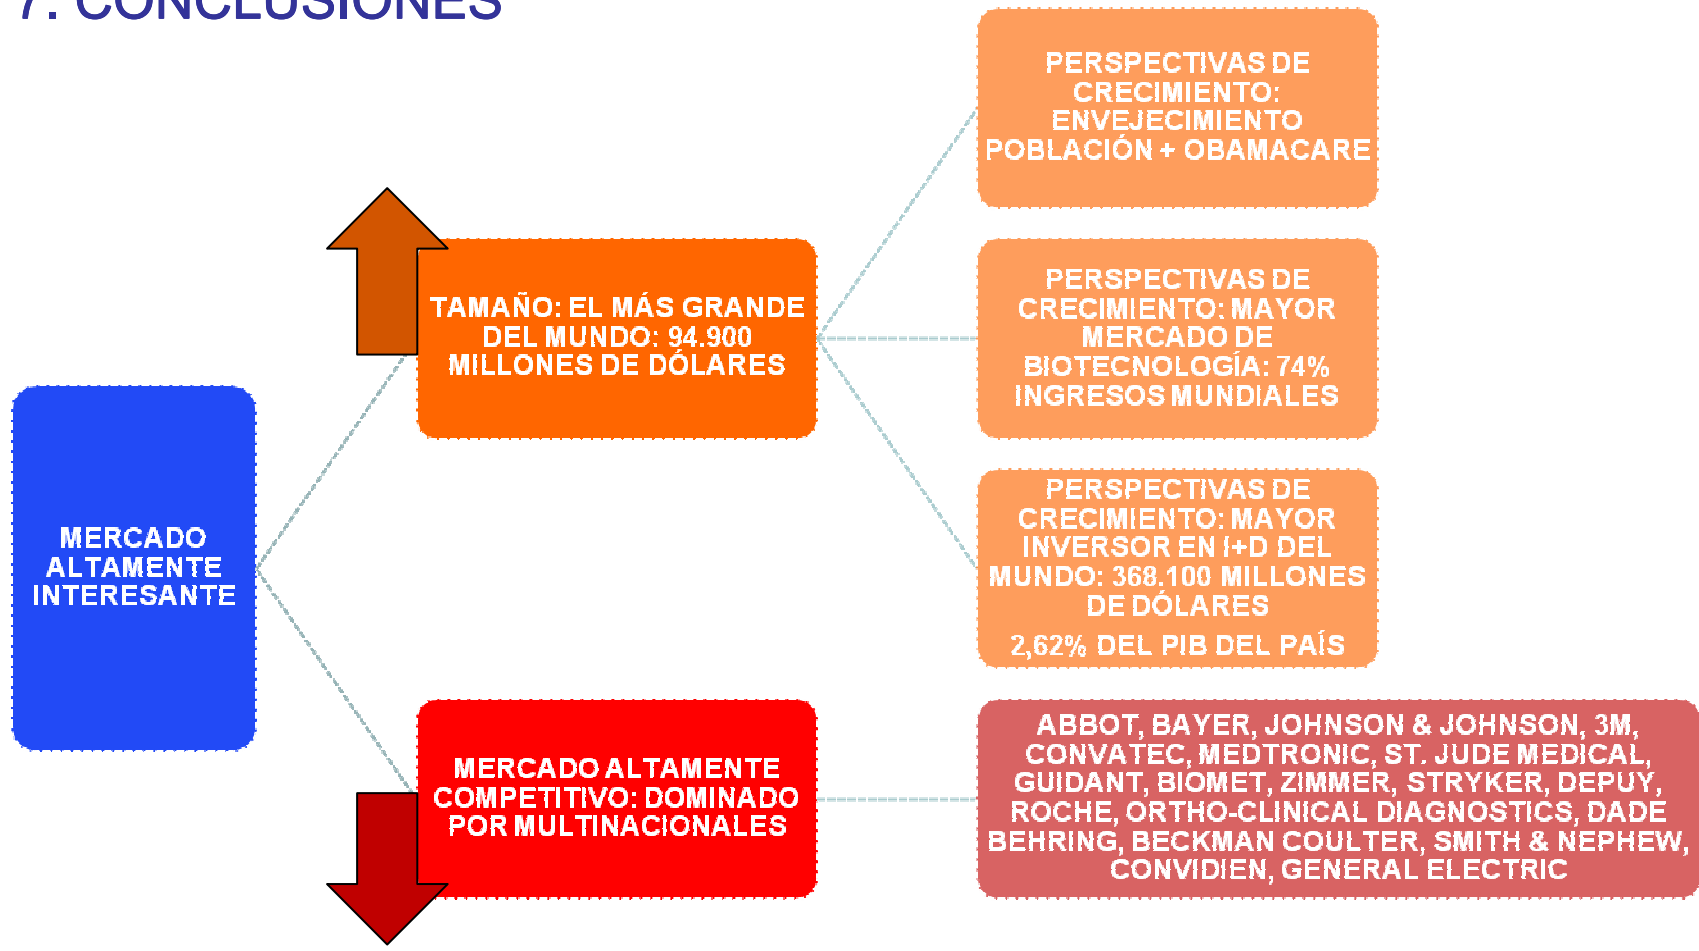 7. CONCLUSIONES
PERSPECTIVAS DE
CRECIMIENTO:
ENVEJECIMIENTO
POBLACIÓN + OBAMACARE
TAMAÑO: EL MÁS GRANDE
DEL MUNDO: 94.900
MILLONES DE DÓLARES
PERSPECTIVAS DE
CRECIMIENTO: MAYOR
MERCADO DE
BIOTECNOLOGÍA: 74%
INGRESOS MUNDIALES
PERSPECTIVAS DE
CRECIMIENTO: MAYOR
INVERSOR EN I+D DEL
MUNDO: 368.100 MILLONES
DE DÓLARES
2,62% DEL PIB DEL PAÍS
MERCADO
ALTAMENTE
INTERESANTE
MERCADO ALTAMENTE
COMPETITIVO: DOMINADO
POR MULTINACIONALES
ABBOT, BAYER, JOHNSON & JOHNSON, 3M,
CONVATEC, MEDTRONIC, ST. JUDE MEDICAL,
GUIDANT, BIOMET, ZIMMER, STRYKER, DEPUY,
ROCHE, ORTHO-CLINICAL DIAGNOSTICS, DADE
BEHRING, BECKMAN COULTER, SMITH & NEPHEW,
CONVIDIEN, GENERAL ELECTRIC